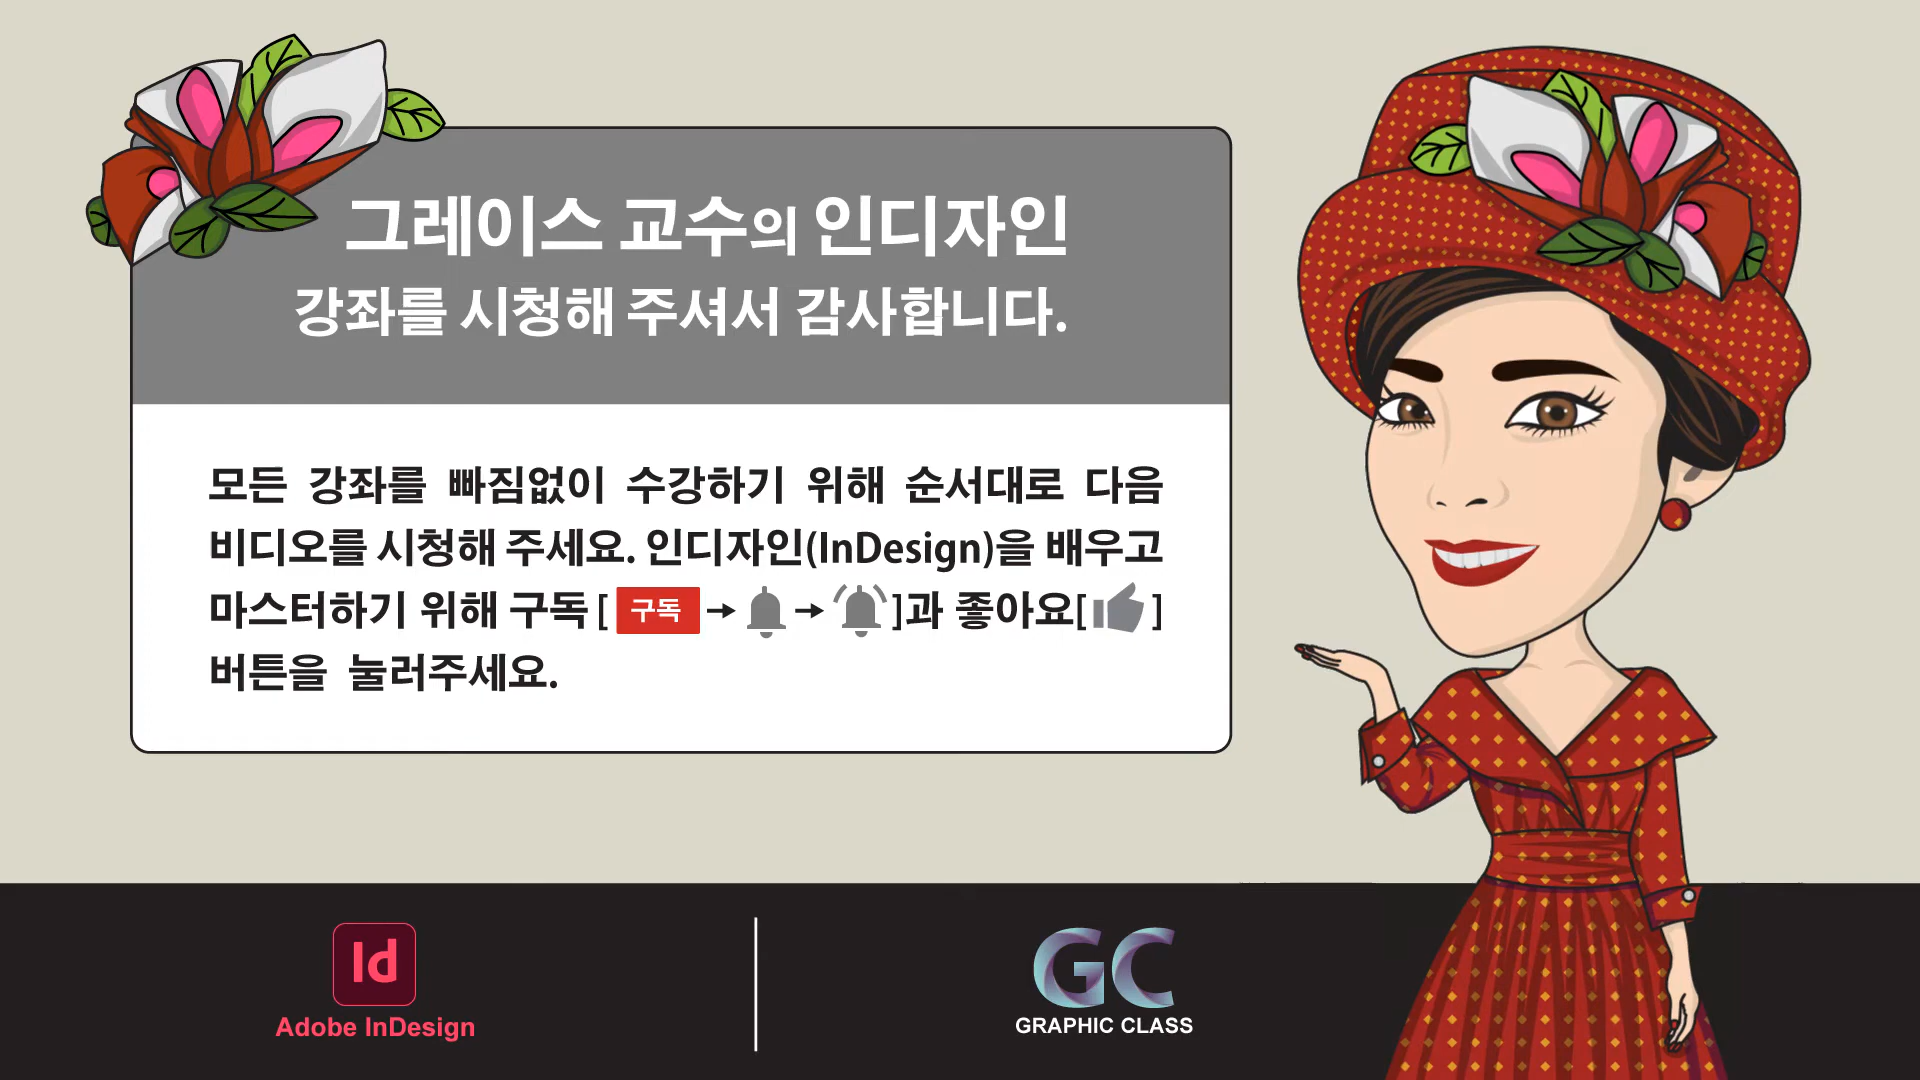 그레이스 교수의 인디자인
강좌를 시청해 주셔서 감사합니다.
모든 강좌를 빠짐없이 수강하기 위해 순서대로 다음
비디오를 시청해 주세요. 인디자인(InDesign)을 배우고
마스터하기 위해 구독 [ 구독 → → ]과 좋아요[ ]
버튼을 눌러주세요.
Id
Adobe InDesign
GC
GRAPHIC CLASS